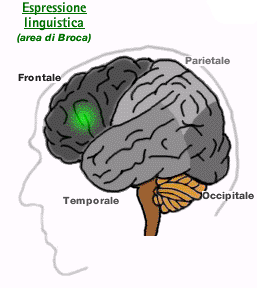 Espressione
linguistica
(area di Broca)
Parietale
Frontale
Temporale
Occipitale